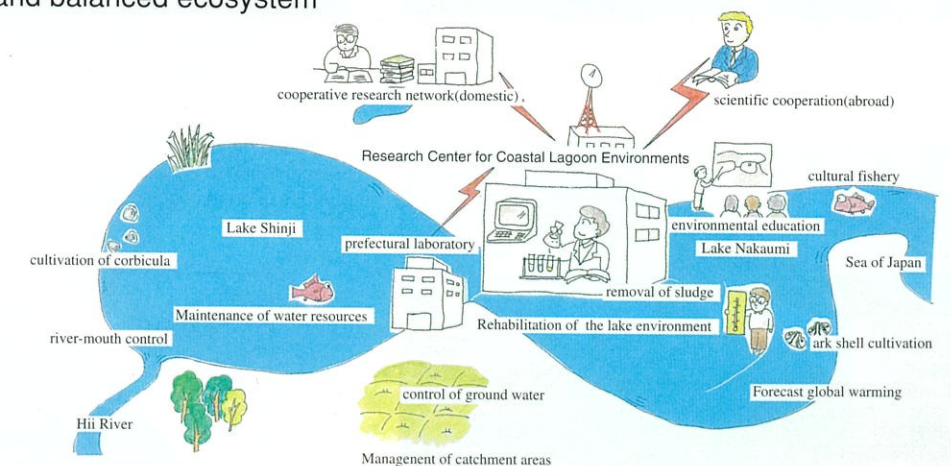 and balanced ecosystem
cooperative research network(domestic)
scientific cooperation(abroad)
Research Center for Coastal Lagoon Environments
cultural fishery
environmental education
Lake Shinji
prefectural laboratory
Lake Nakaumi
cultivation of corbicula
Sea of Japan
removal of sludge
Maintenance of water resources
Rehabilitation of the lake environment
river-mouth control
ark shell cultivation
control of ground water
Forecast global warming
Hii River
Managenent of catchment areas